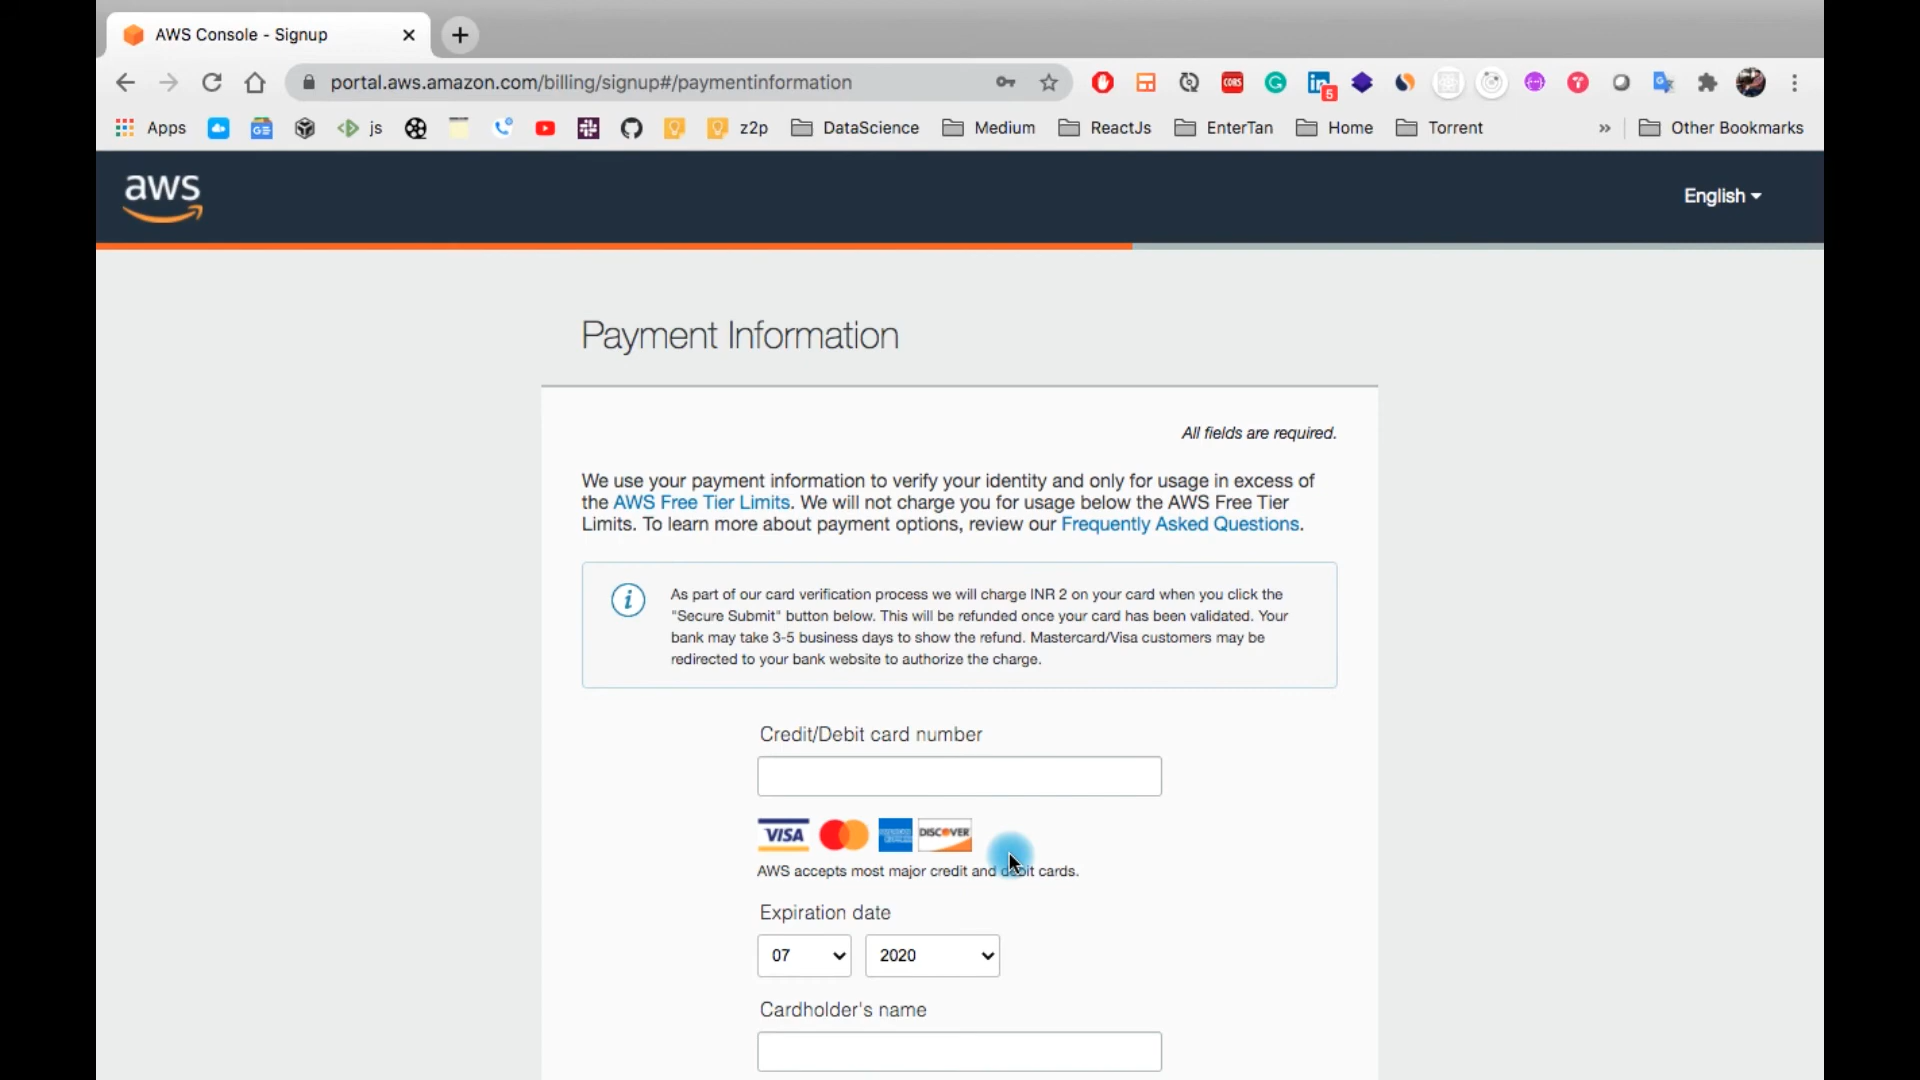 AWS Console - Signup
portal.aws.amazon.com/billing/signup#/paymentinformation
CORS
in
5
Apps
js
z2p
DataScience
Medium
ReactJs
EnterTan
Home
Torrent
»
Other Bookmarks
aws
English
Payment Information
All fields are required.
We use your payment information to verify your identity and only for usage in excess of
the AWS Free Tier Limits. We will not charge you for usage below the AWS Free Tier
Limits. To learn more about payment options, review our Frequently Asked Questions.
i
As part of our card verification process we will charge INR 2 on your card when you click the
"Secure Submit" button below. This will be refunded once your card has been validated. Your
bank may take 3-5 business days to show the refund. Mastercard/Visa customers may be
redirected to your bank website to authorize the charge.
Credit/Debit card number
VISA
DISCOVER
AWS accepts most major credit and debit cards.
Expiration date
07
2020
Cardholder's name